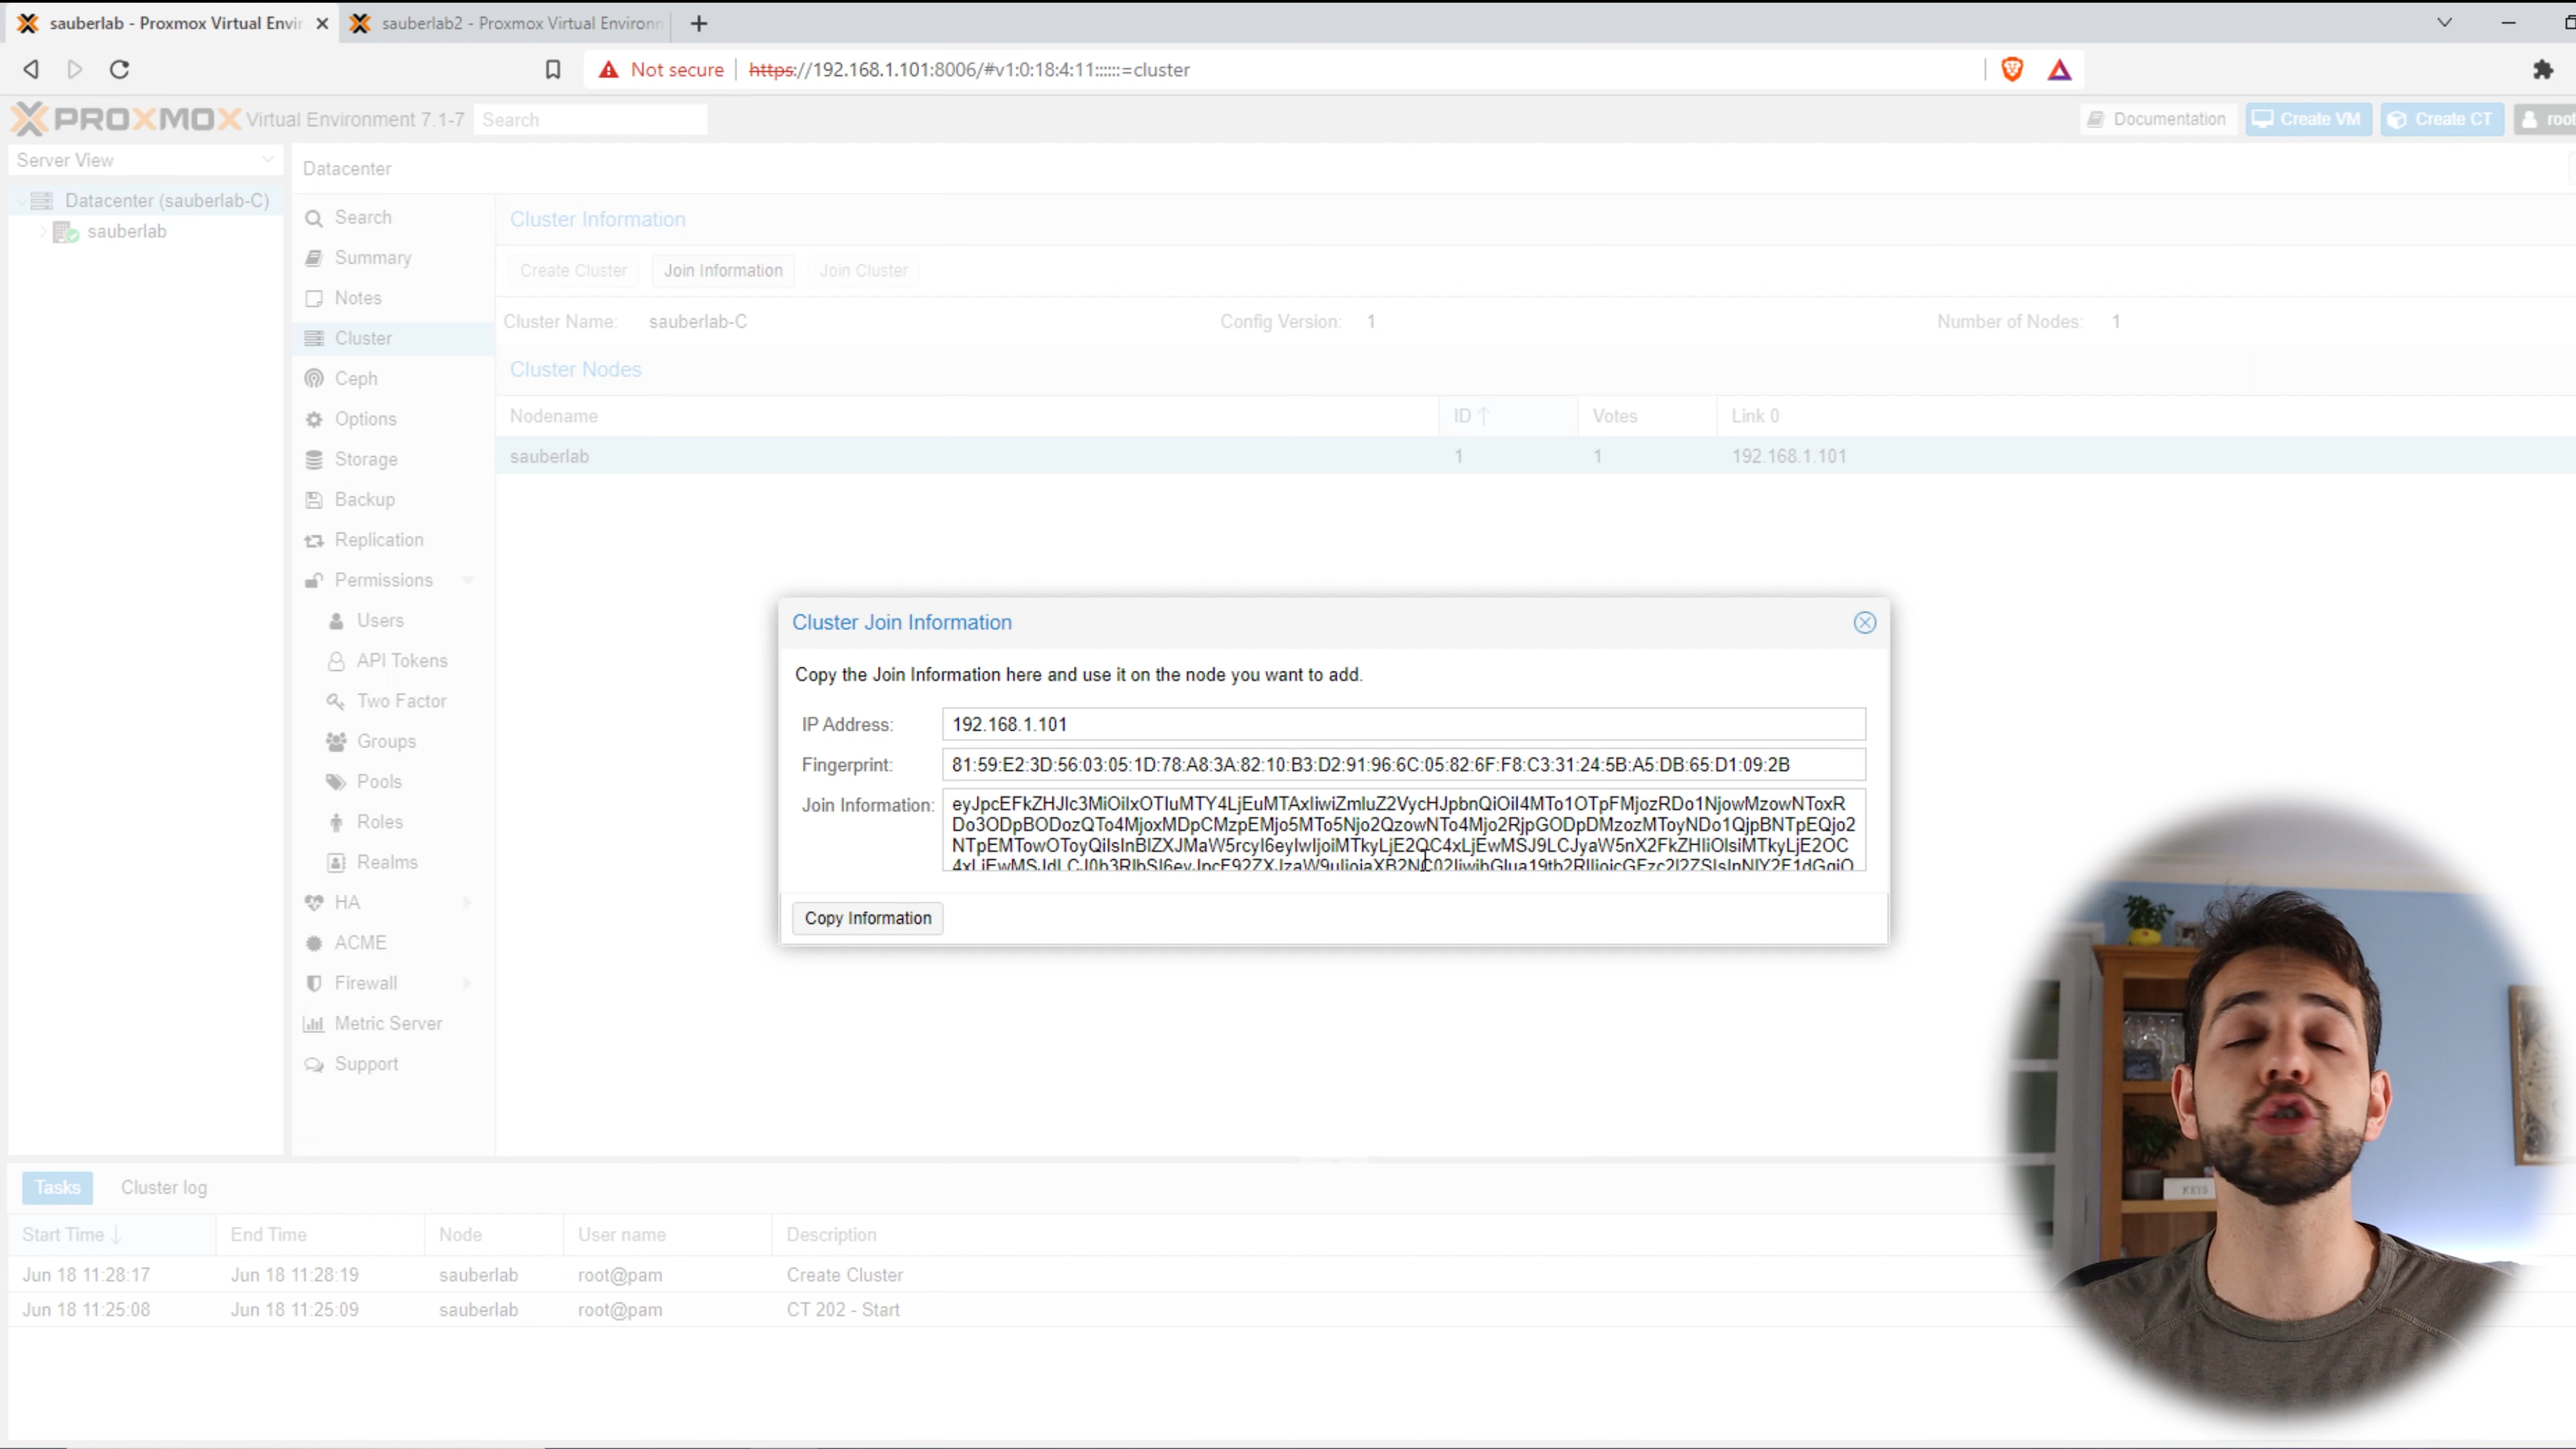 sauberlab - Proxmox Virtual Envir
sauberlab2 - Proxmox Virtual Environm
Not secure
https://192.168.1.101:8006/#v1:0:18:4:11::::::=cluster
PROXMOX Virtual Environment 7.1-7
Search
Documentation
Create VM
Create CT
root
Server View
Datacenter (sauberlab-C)
sauberlab
Datacenter
Search
Summary
Notes
Cluster
Ceph
Options
Storage
Backup
Replication
Permissions
Users
API Tokens
Two Factor
Groups
Pools
Roles
Realms
HA
ACME
Firewall
Metric Server
Support
Cluster Information
Create Cluster Join Information Join Cluster
Cluster Name: sauberlab-C Config Version: 1 Number of Nodes: 1
Cluster Nodes
Nodename ID Votes Link 0
sauberlab 1 1 192.168.1.101
Cluster Join Information
Copy the Join Information here and use it on the node you want to add.
IP Address: 192.168.1.101
Fingerprint: 81:59:E2:3D:56:03:05:1D:78:A8:3A:82:10:B3:D2:91:96:6C:05:82:6F:F8:C3:31:24:5B:A5:DB:65:D1:09:2B
Join Information:
Copy Information
Tasks Cluster log
Start Time End Time Node User name Description
Jun 18 11:28:17 Jun 18 11:28:19 sauberlab root@pam Create Cluster
Jun 18 11:25:08 Jun 18 11:25:09 sauberlab root@pam CT 202 - Start
KEYS